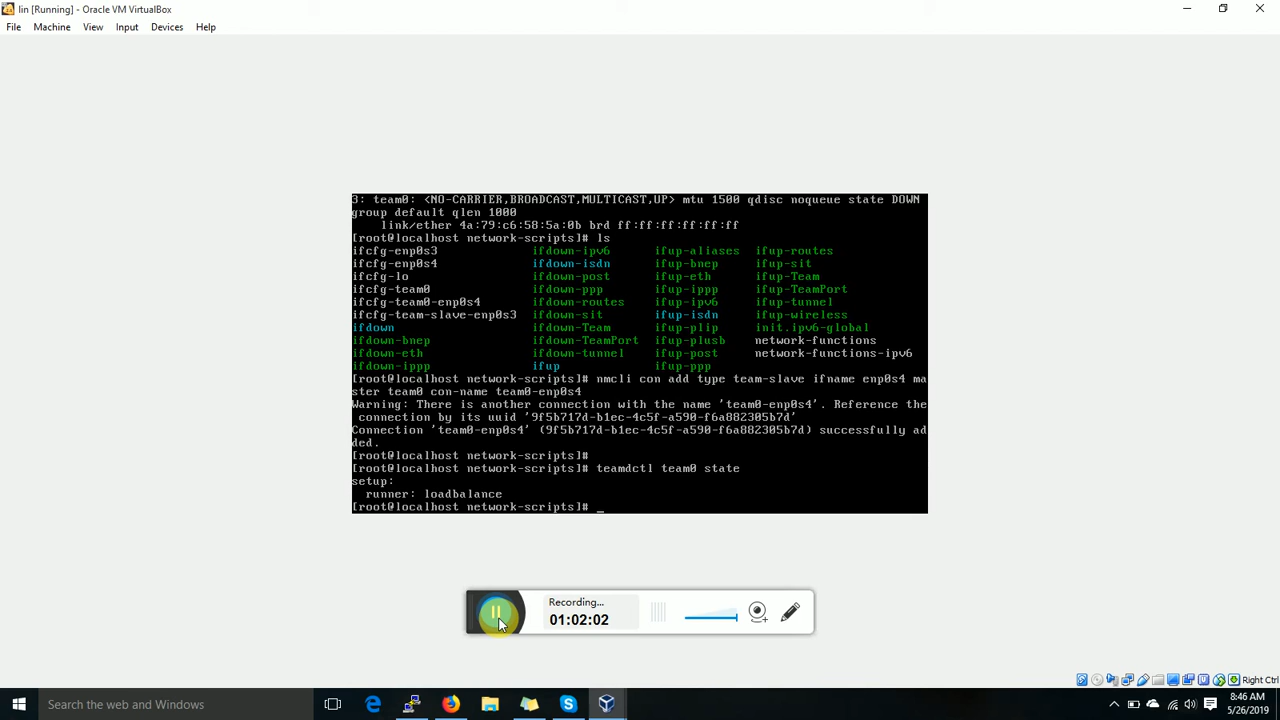 lin [Running] - Oracle VM VirtualBox
File Machine View Input Devices Help
3: team0: <NO-CARRIER,BROADCAST,MULTICAST,UP> mtu 1500 qdisc noqueue state DOWN
group default qlen 1000
link/ether 4a:79:c6:58:5a:0b brd ff:ff:ff:ff:ff:ff
[root@localhost network-scripts]# ls
ifcfg-enp0s3 ifdown-ipv6 ifup-aliases ifup-routes
ifcfg-enp0s4 ifdown-isdn ifup-bnep ifup-sit
ifcfg-lo ifdown-post ifup-eth ifup-Team
ifcfg-team0 ifdown-ppp ifup-ippp ifup-TeamPort
ifcfg-team0-enp0s4 ifdown-routes ifup-ipv6 ifup-tunnel
ifcfg-team-slave-enp0s3 ifdown-sit ifup-isdn ifup-wireless
ifdown ifdown-Team ifup-plip init.ipv6-global
ifdown-bnep ifdown-TeamPort ifup-plusb network-functions
ifdown-eth ifdown-tunnel ifup-post network-functions-ipv6
ifdown-ippp ifup ifup-ppp
[root@localhost network-scripts]# nmcli con add type team-slave ifname enp0s4 ma
ster team0 con-name team0-enp0s4
Warning: There is another connection with the name 'team0-enp0s4'. Reference the
connection by its uuid '9f5b717d-b1ec-4c5f-a590-f6a882305b7d'
Connection 'team0-enp0s4' (9f5b717d-b1ec-4c5f-a590-f6a882305b7d) successfully ad
ded.
[root@localhost network-scripts]#
[root@localhost network-scripts]# teamdctl team0 state
setup:
runner: loadbalance
[root@localhost network-scripts]# _
Recording...
01:02:02
Right Ctrl
Search the web and Windows
8:46 AM
5/26/2019